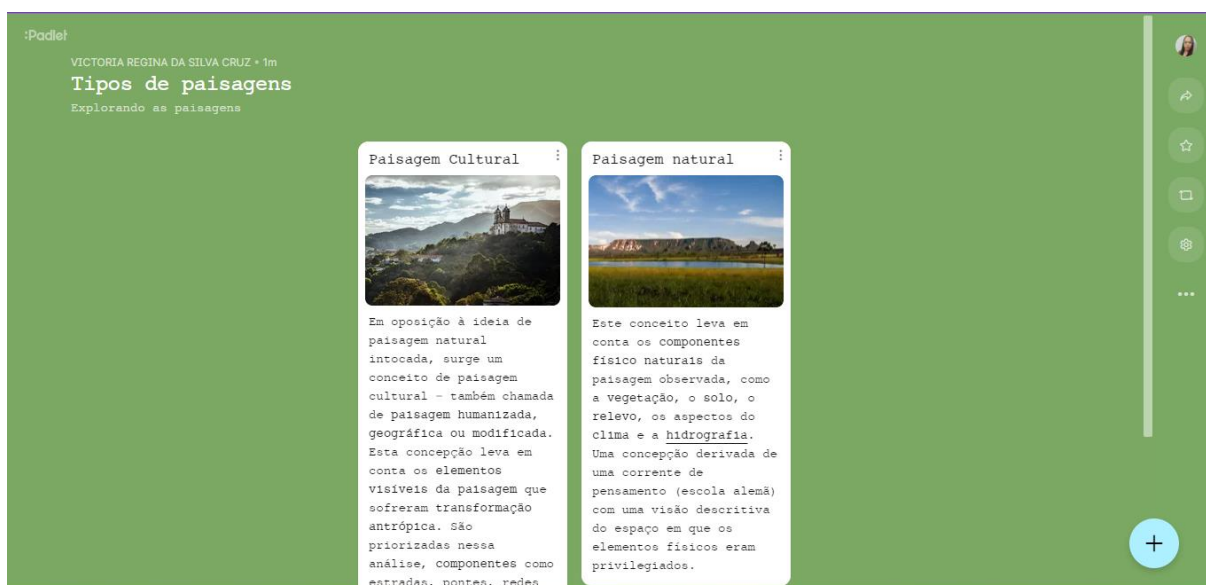 :Padlet
VICTORIA REGINA DA SILVA CRUZ • 1m
Tipos de paisagens
Explorando as paisagens
Paisagem Cultural
Em oposição à ideia de
paisagem natural
intocada, surge um
conceito de paisagem
cultural – também chamada
de paisagem humanizada,
geográfica ou modificada.
Esta concepção leva em
conta os elementos
visíveis da paisagem que
sofreram transformação
antrópica. São
priorizadas nessa
análise, componentes como
estradas, pontes, redes
Paisagem natural
Este conceito leva em
conta os componentes
físico naturais da
paisagem observada, como
a vegetação, o solo, o
relevo, os aspectos do
clima e a hidrografia.
Uma concepção derivada de
uma corrente de
pensamento (escola alemã)
com uma visão descritiva
do espaço em que os
elementos físicos eram
privilegiados.